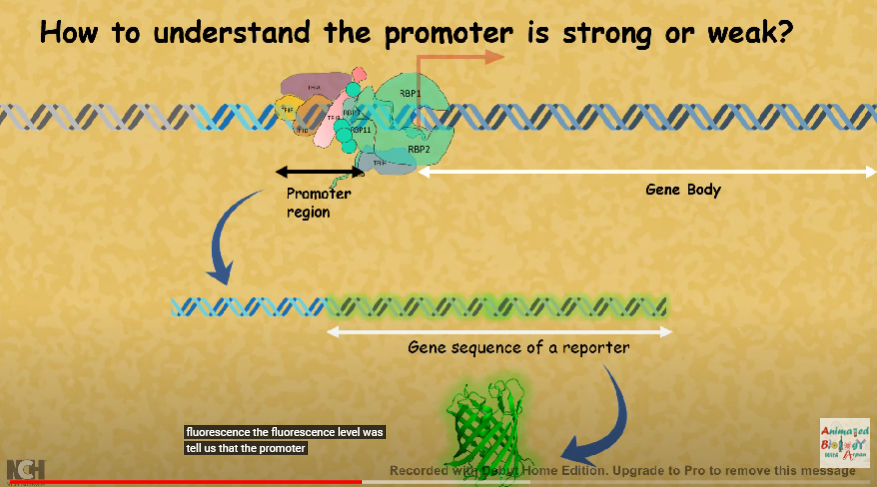 How to understand the promoter is strong or weak?
RBP1
RBP2
Promoter
region
Gene Body
Gene sequence of a reporter
fluorescence the fluorescence level was
tell us that the promoter
Animated
Biology
With Arpan
NCH
Recorded with Debut Home Edition. Upgrade to Pro to remove this message